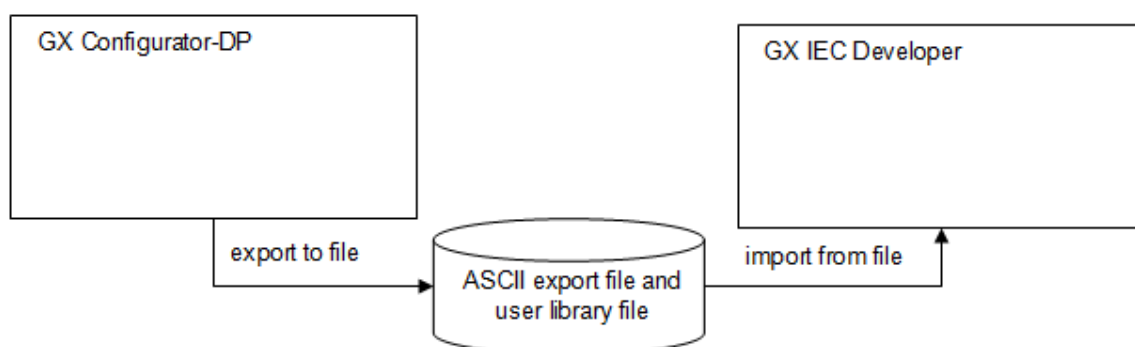 GX Configurator-DP
GX IEC Developer
export to file
import from file
ASCII export file and
user library file